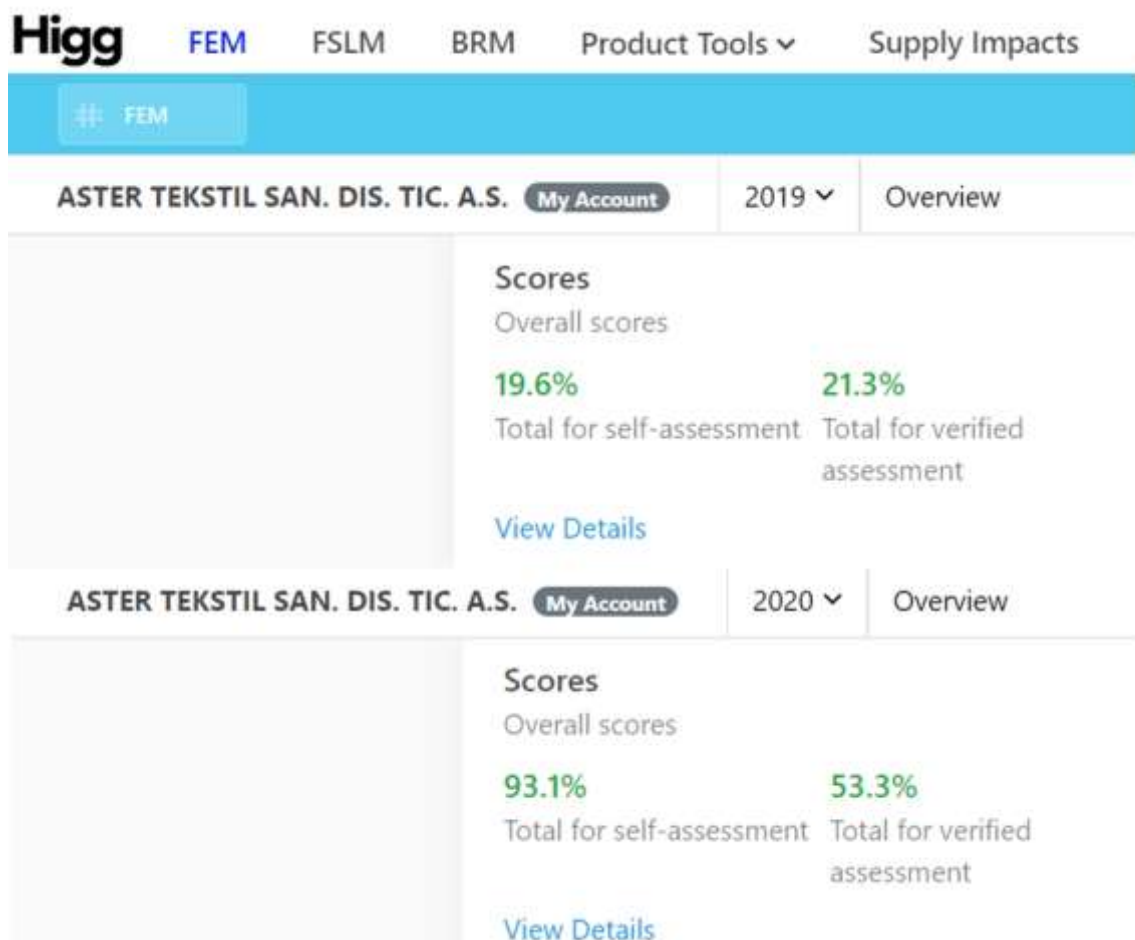 Higg FEM FSLM BRM Product Tools Supply Impacts
FEM
ASTER TEKSTIL SAN. DIS. TIC. A.S. My Account 2019 Overview
Scores
Overall scores
19.6% 21.3%
Total for self-assessment Total for verified
assessment
View Details
ASTER TEKSTIL SAN. DIS. TIC. A.S. My Account 2020 Overview
Scores
Overall scores
93.1% 53.3%
Total for self-assessment Total for verified
assessment
View Details